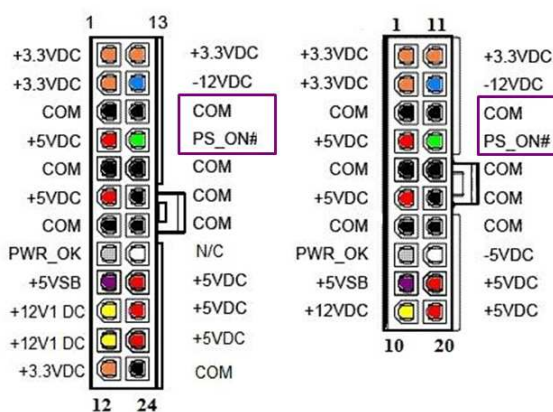 1 13
+3.3VDC +3.3VDC
+3.3VDC -12VDC
COM COM
+5VDC PS_ON#
COM COM
+5VDC COM
COM COM
PWR_OK N/C
+5VSB +5VDC
+12V1 DC +5VDC
+12V1 DC +5VDC
+3.3VDC COM
12 24
1 11
+3.3VDC +3.3VDC
+3.3VDC -12VDC
COM COM
+5VDC PS_ON#
COM COM
+5VDC COM
COM COM
PWR_OK -5VDC
+5VSB +5VDC
+12VDC +5VDC
10 20